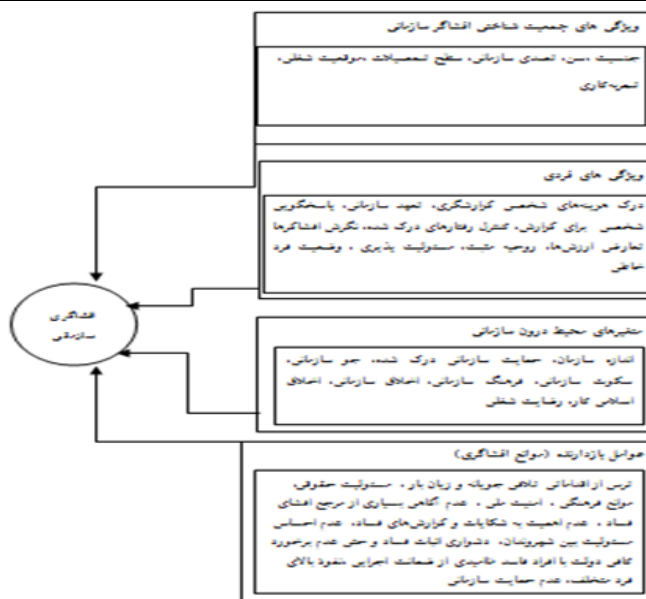 ویژگی های جمعیت شناختی افشاگر سازمانی
جنسیت ،سن، تصدی سازمانی، سطح تحصیلات ،موقعیت شغلی،
تجربه کاری
ویژگی های فردی
درک هزینه‌های شخصی گزارشگری، تعهد سازمانی، پاسخگویی
شخصی برای گزارش، کنترل رفتارهای درک شده، نگرش افشاگرها
تعارض ارزش‌ها، روحیه مثبت، مسئولیت پذیری ، وضعیت فرد
خاطی
افشاگری
سازمانی
متغیرهای محیط درون سازمانی
اندازه سازمان، حمایت سازمانی درک شده، جو سازمانی،
سکوت سازمانی، فرهنگ سازمانی، اخلاق سازمانی، اخلاق
اسلامی کار، رضایت شغلی
عوامل بازدارنده (موانع افشاگری)
ترس از اقداماتی تلافی جویانه و زیان بار ، مسئولیت حقوقی،
موانع فرهنگی ، امنیت ملی ، عدم آگاهی بسیاری از مرجع افشای
فساد ، عدم اهمیت به شکایات و گزارش‌های فساد، عدم احساس
مسئولیت بین شهروندان، دشواری اثبات فساد و حتی عدم برخورد
کافی دولت با افراد فاسد ،ناامیدی از ضمانت اجرایی ،نفوذ بالای
فرد متخلف، عدم حمایت سازمانی